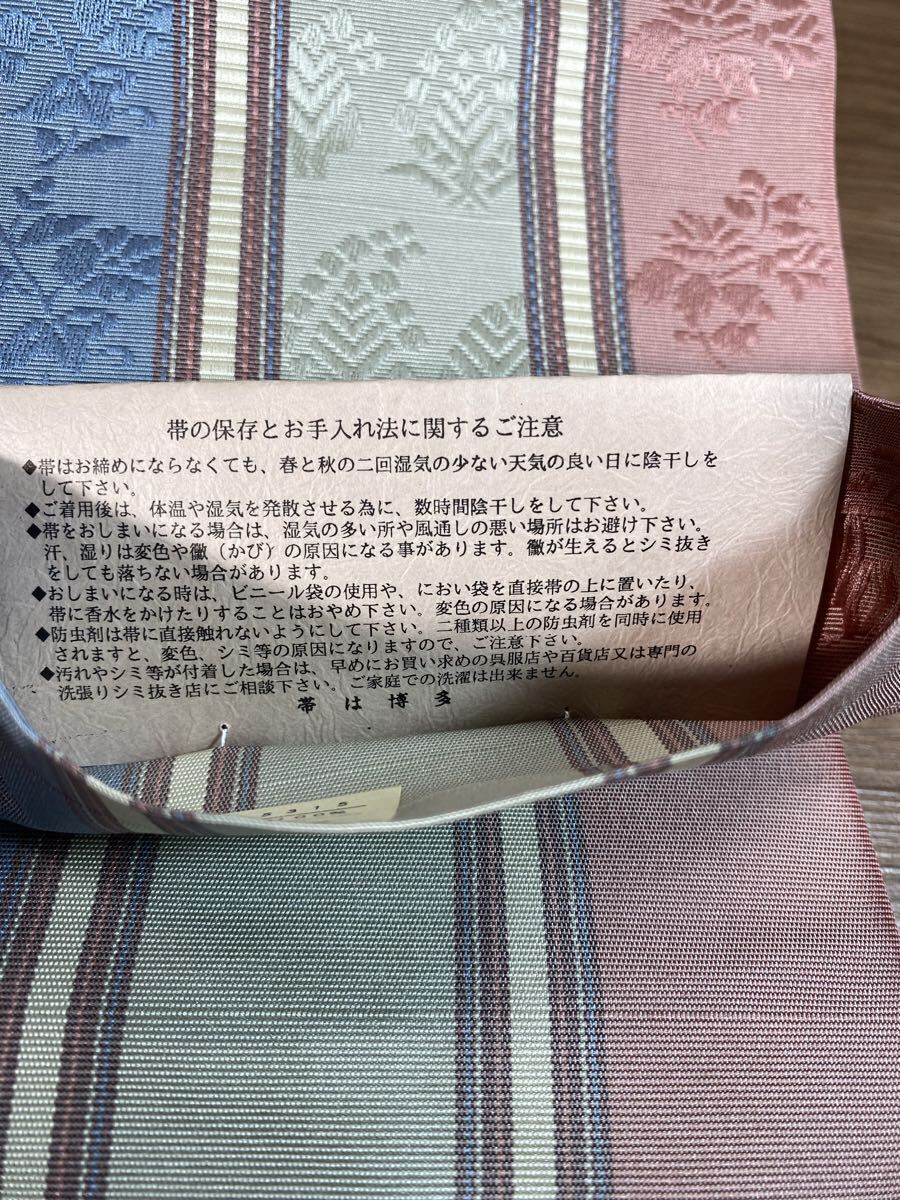 帯の保存とお手入れ法に関するご注意
◆帯はお締めにならなくても、春と秋の二回湿気の少ない天気の良い日に陰干しを
して下さい。
◆ご着用後は、体温や湿気を発散させる為に、数時間陰干しをして下さい。
◆帯をおしまいになる場合は、湿気の多い所や風通しの悪い場所はお避け下さい。
汗、湿りは変色や黴（かび）の原因になる事があります。黴が生えるとシミ抜き
をしても落ちない場合があります。
◆おしまいになる時は、ビニール袋の使用や、におい袋を直接帯の上に置いたり、
帯に香水をかけたりすることはおやめ下さい。変色の原因になる場合があります。
◆防虫剤は帯に直接触れないようにして下さい。二種類以上の防虫剤を同時に使用
されますと、変色、シミ等の原因になりますので、ご注意下さい。
◆汚れやシミ等が付着した場合は、早めにお買い求めの呉服店や百貨店又は専門の
洗張りシミ抜き店にご相談下さい。ご家庭での洗濯は出来ません。
帯は博多
5315